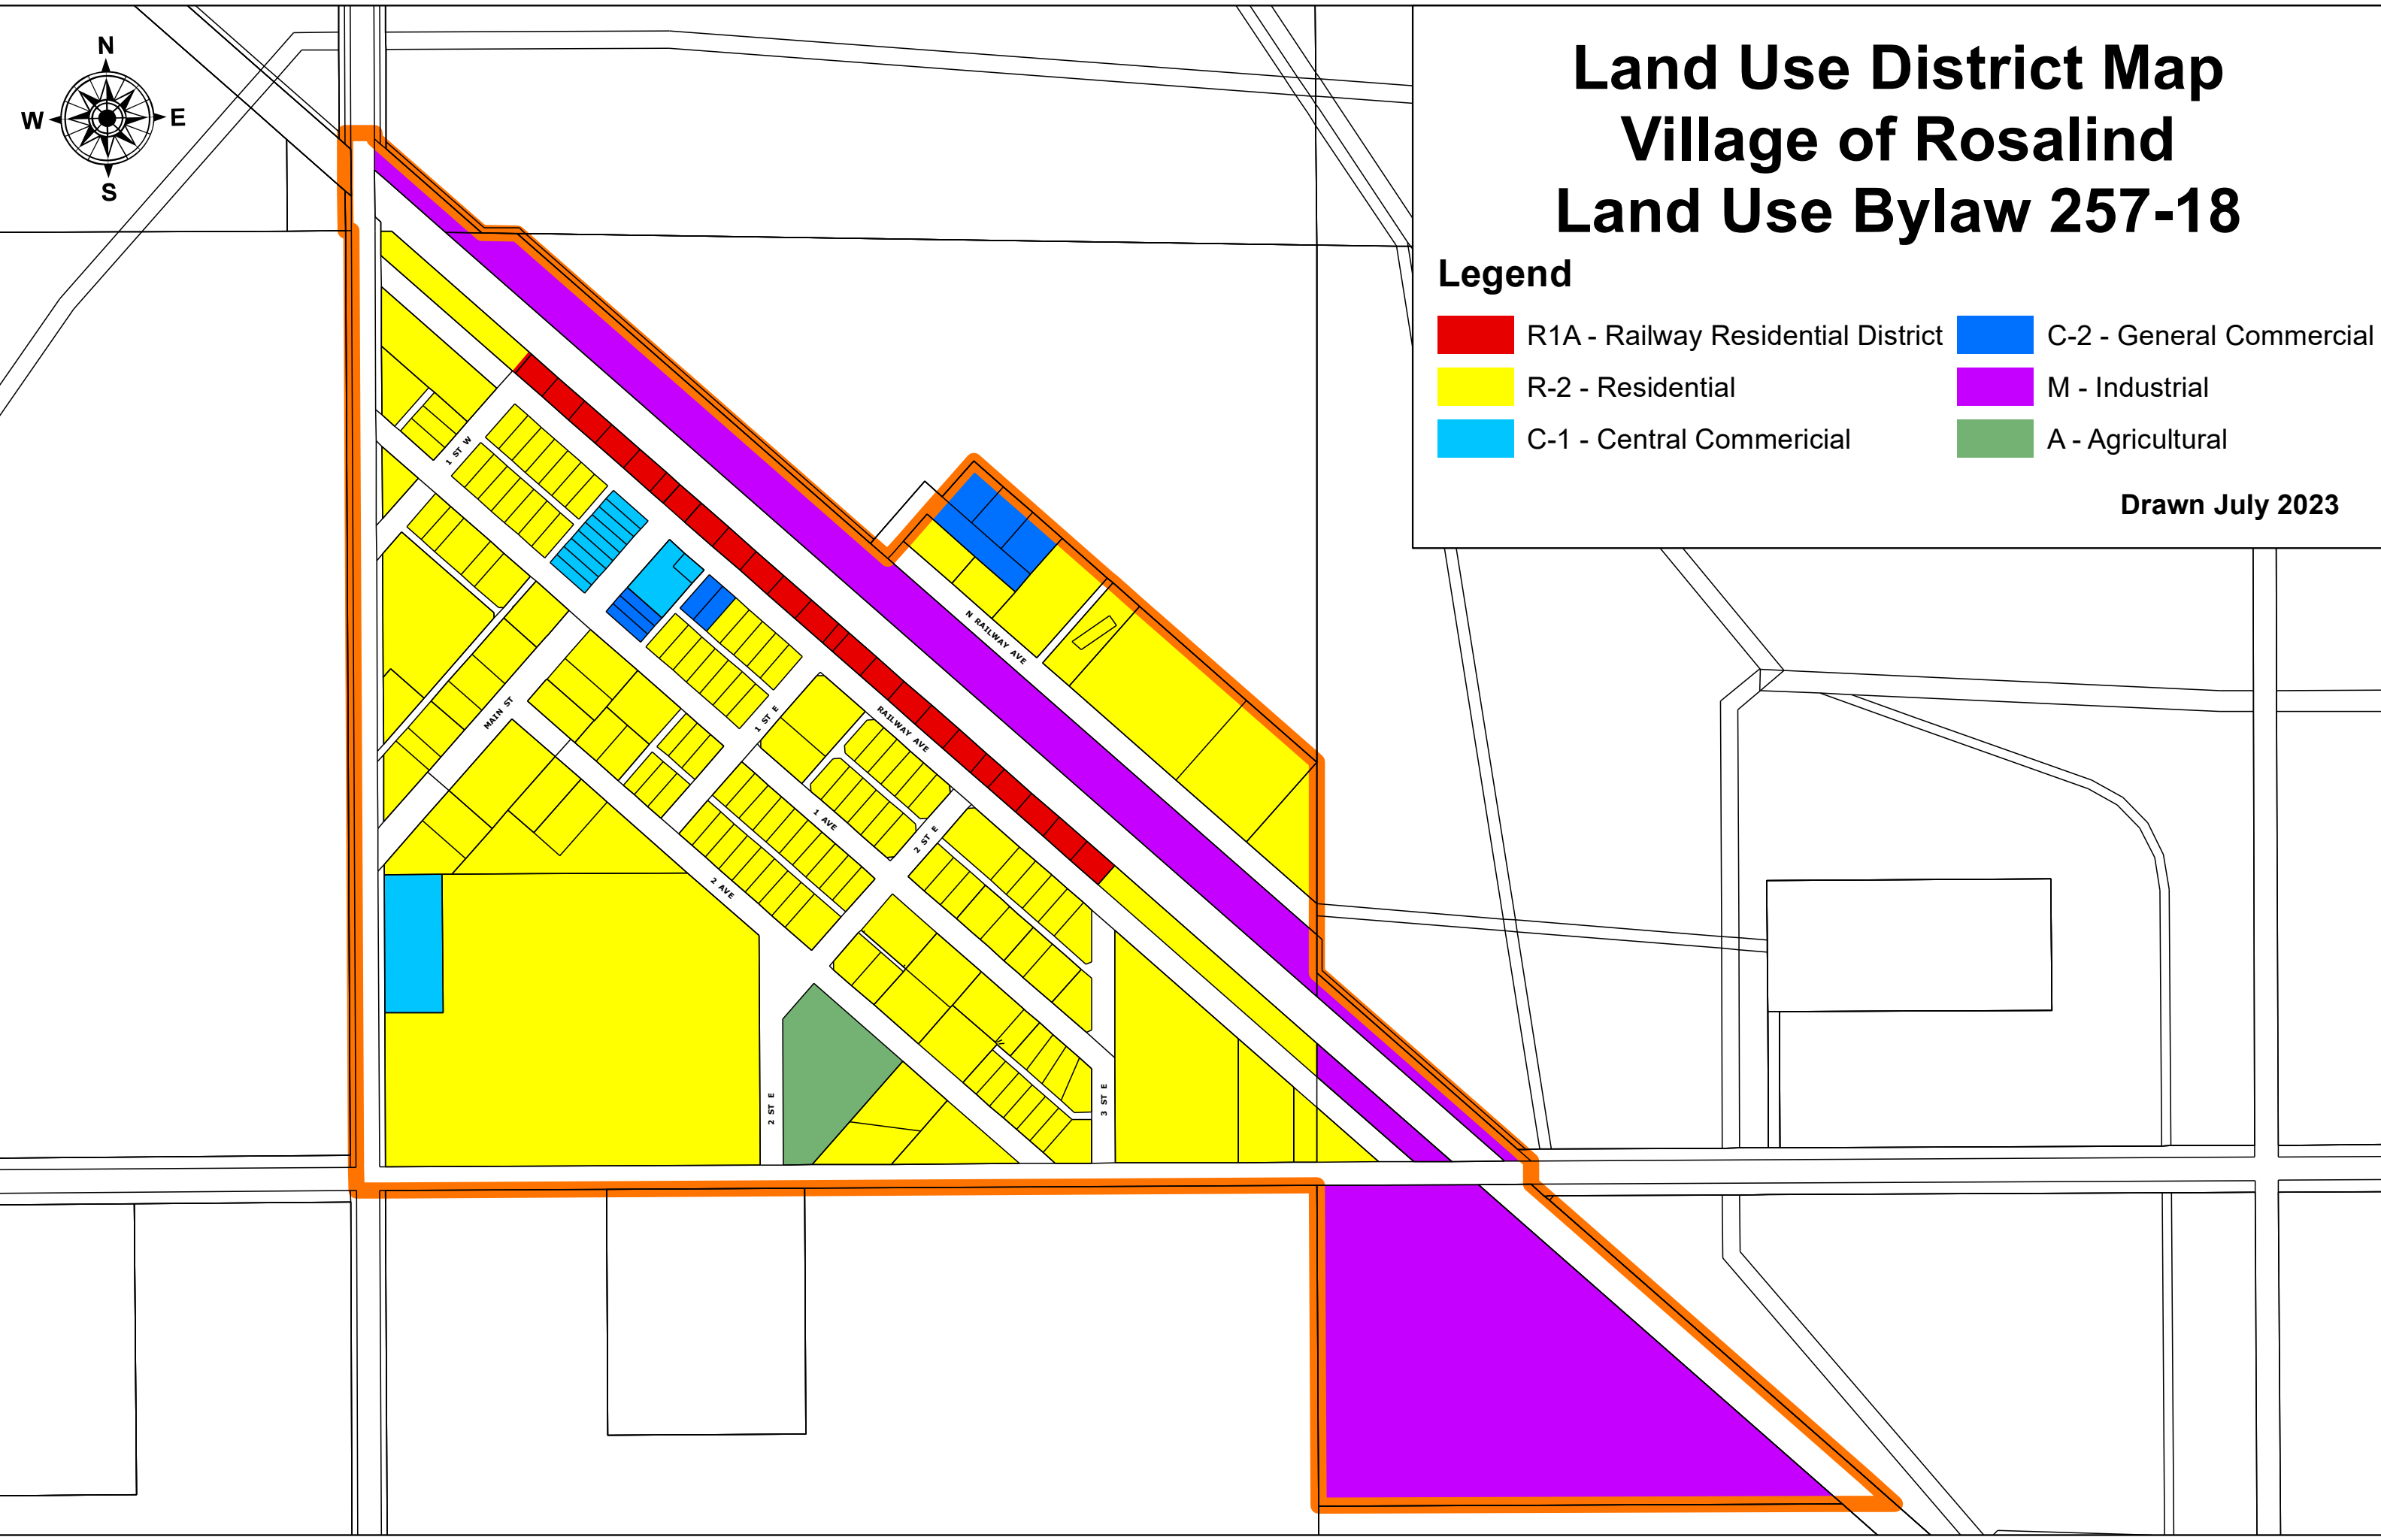 N
W
E
S
Land Use District Map
Village of Rosalind
Land Use Bylaw 257-18
Legend
R1A - Railway Residential District
C-2 - General Commercial
R-2 - Residential
M - Industrial
C-1 - Central Commericial
A - Agricultural
Drawn July 2023
1 ST W
N RAILWAY AVE
MAIN ST
1 ST E
RAILWAY AVE
1 AVE
2 ST E
2 AVE
2 ST E
3 ST E